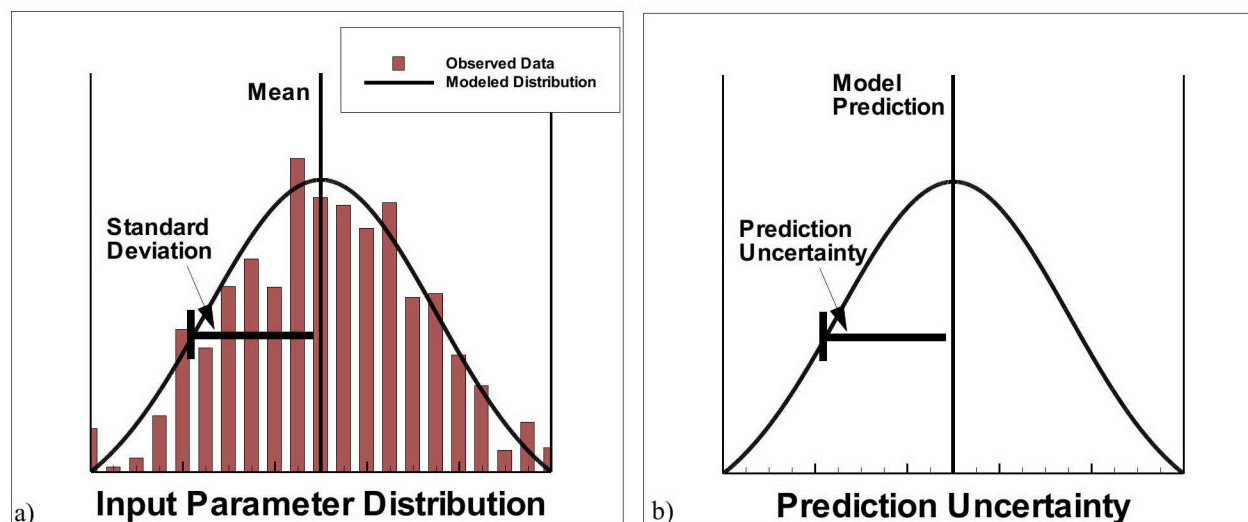 Observed Data
Modeled Distribution
Mean
Standard
Deviation
a)
Input Parameter Distribution
Model
Prediction
Prediction
Uncertainty
b)
Prediction Uncertainty